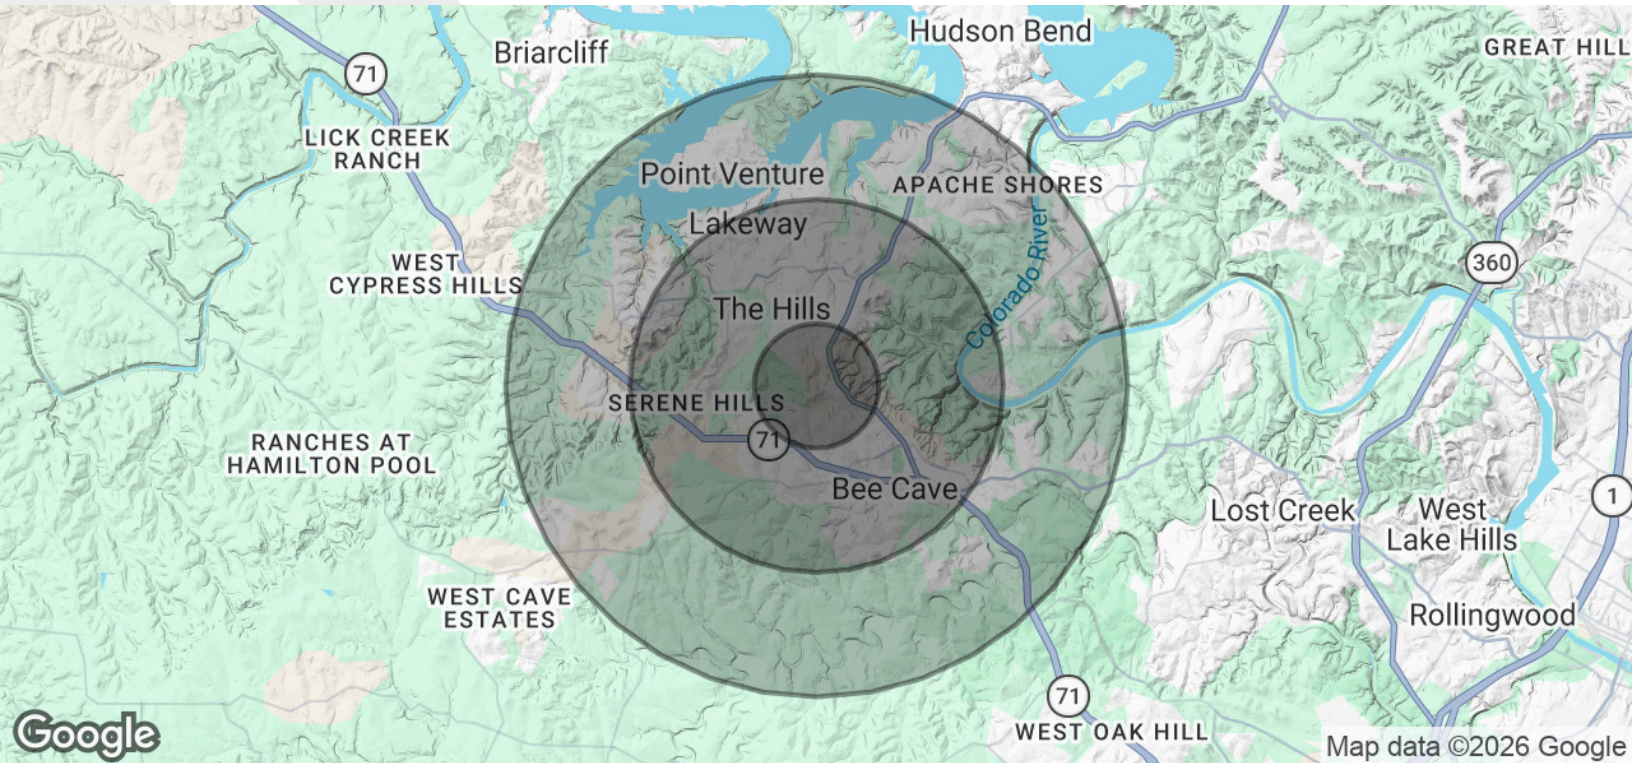 Hudson Bend
GREAT HILL
Briarcliff
71
LICK CREEK
RANCH
Point Venture
APACHE SHORES
Lakeway
Colorado River
WEST
CYPRESS HILLS
360
The Hills
SERENE HILLS
71
RANCHES AT
HAMILTON POOL
Bee Cave
1
Lost Creek
West
Lake Hills
WEST CAVE
ESTATES
Rollingwood
71
WEST OAK HILL
Google
Map data ©2026 Google